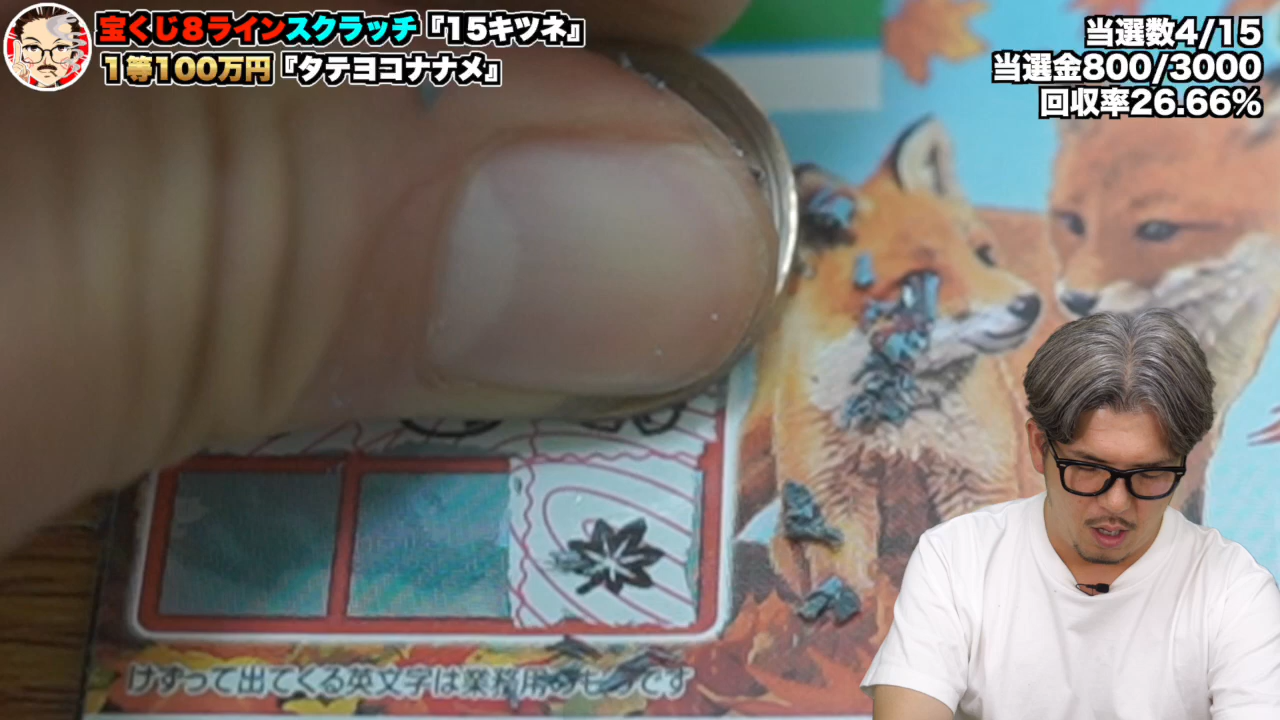 宝くじ8ラインスクラッチ『15キツネ』
1等100万円『タテヨコナナメ』
当選数4/15
当選金800/3000
回収率26.66%
けずって出てくる英文字は業務用のものです